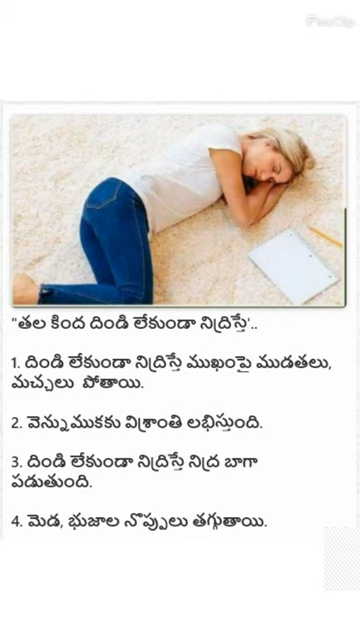 "తల కింద దిండి లేకుండా నిద్రిస్తే'..
1. దిండి లేకుండా నిద్రిస్తే ముఖంపై ముడతలు,
మచ్చలు పోతాయి.
2. వెన్నుముకకు విశ్రాంతి లభిస్తుంది.
3. దిండి లేకుండా నిద్రిస్తే నిద్ర బాగా
పడుతుంది.
4. మెడ, భుజాల నొప్పులు తగ్గుతాయి.